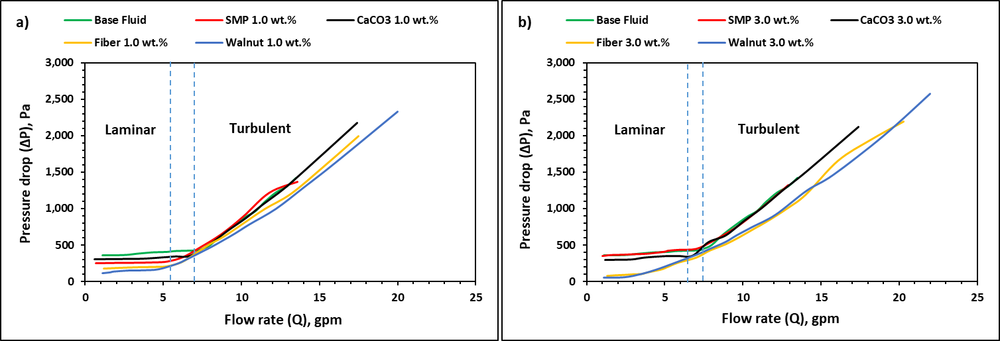 a)
Base Fluid SMP 1.0 wt.% CaCO3 1.0 wt.%
Fiber 1.0 wt.% Walnut 1.0 wt.%
3,000
2,500
2,000
1,500
1,000
500
0
Pressure drop (ΔP), Pa
Laminar Turbulent
0 5 10 15 20 25
Flow rate (Q), gpm
b)
Base Fluid SMP 3.0 wt.% CaCO3 3.0 wt.%
Fiber 3.0 wt.% Walnut 3.0 wt.%
3,000
2,500
2,000
1,500
1,000
500
0
Pressure drop (ΔP), Pa
Laminar Turbulent
0 5 10 15 20 25
Flow rate (Q), gpm